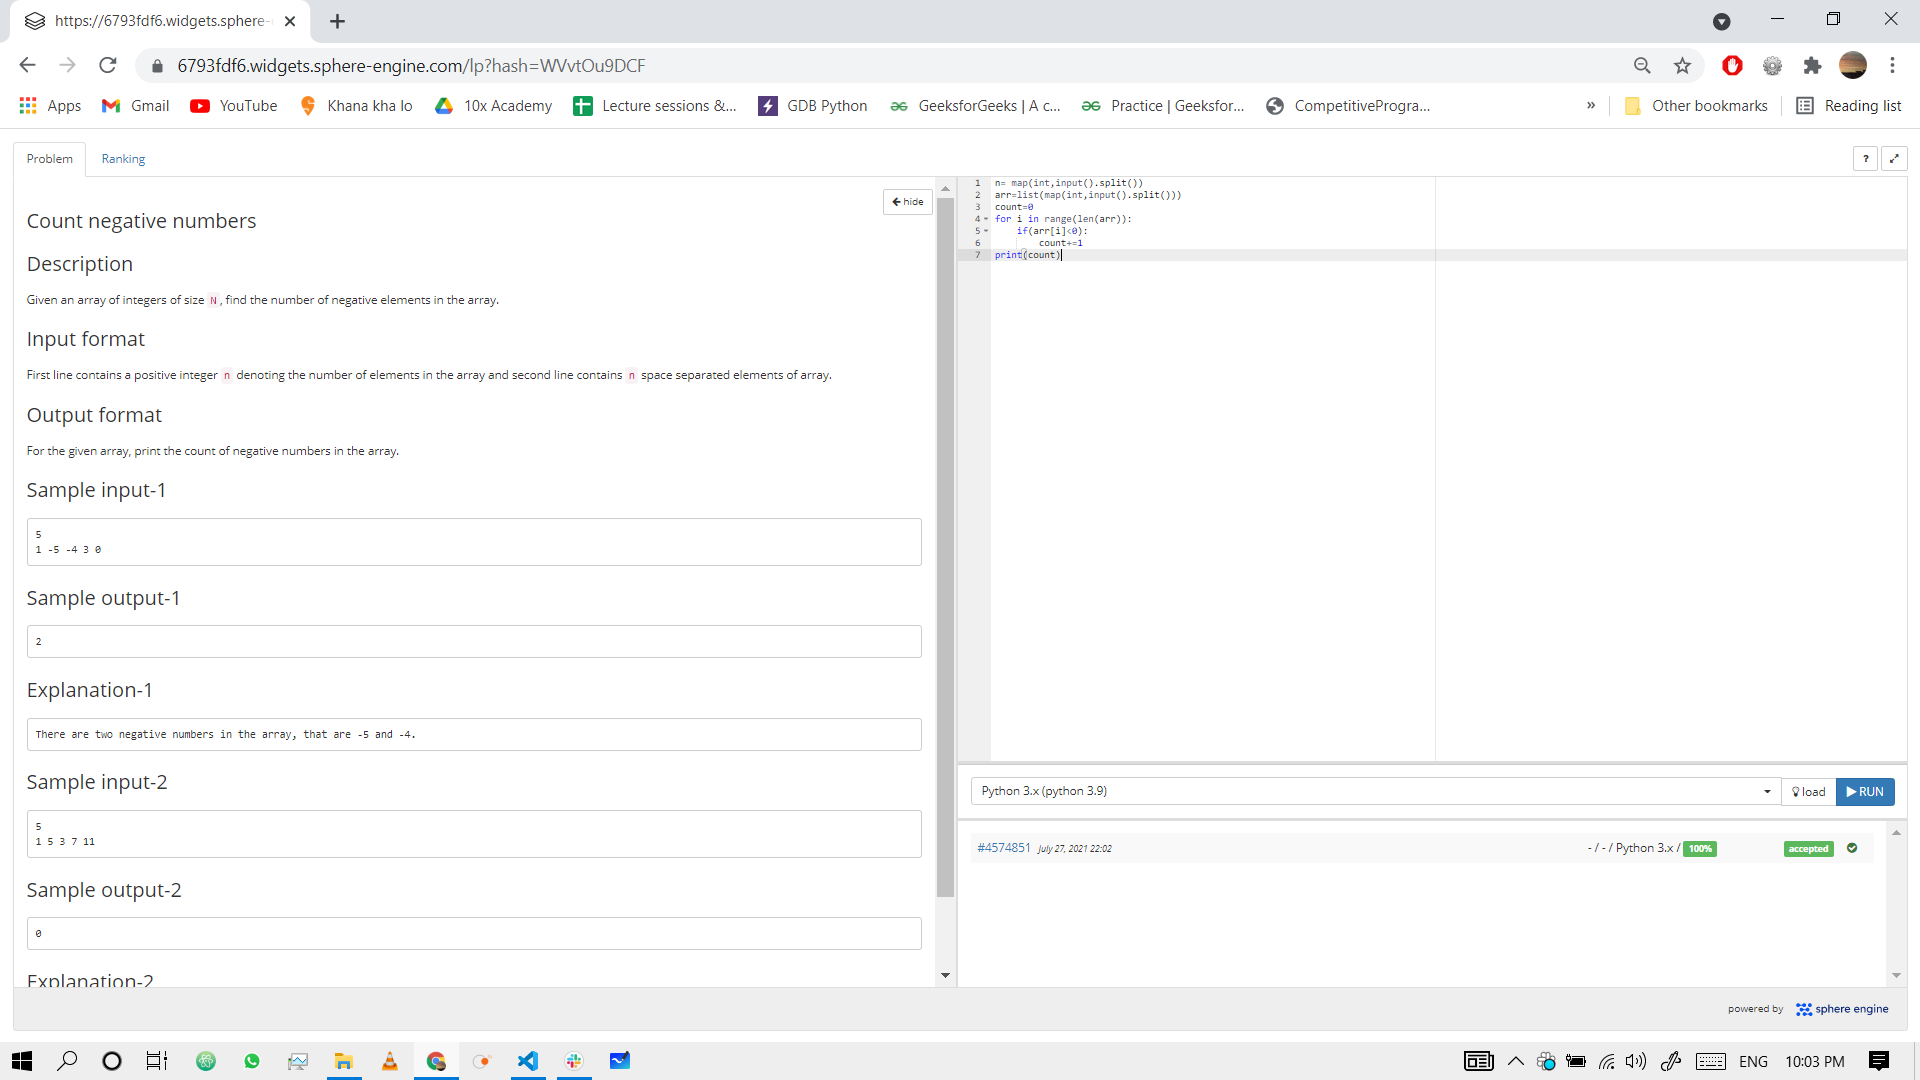 https://6793fdf6.widgets.sphere-
6793fdf6.widgets.sphere-engine.com/lp?hash=WVvtOu9DCF
Apps Gmail YouTube Khana kha lo 10x Academy Lecture sessions &... GDB Python GeeksforGeeks | A c... Practice | Geeksfor... CompetitiveProgra... » Other bookmarks Reading list
Problem Ranking
?
hide
Count negative numbers
Description
Given an array of integers of size N , find the number of negative elements in the array.
Input format
First line contains a positive integer n denoting the number of elements in the array and second line contains n space separated elements of array.
Output format
For the given array, print the count of negative numbers in the array.
Sample input-1
5
1 -5 -4 3 0
Sample output-1
2
Explanation-1
There are two negative numbers in the array, that are -5 and -4.
Sample input-2
5
1 5 3 7 11
Sample output-2
0
Explanation-2
1 n= map(int,input().split())
2 arr=list(map(int,input().split()))
3 count=0
4 for i in range(len(arr)):
5 if(arr[i]<0):
6 count+=1
7 print(count)
Python 3.x (python 3.9)
load
RUN
#4574851 July 27, 2021 22:02 - / - / Python 3.x / 100% accepted
powered by sphere engine
ENG 10:03 PM